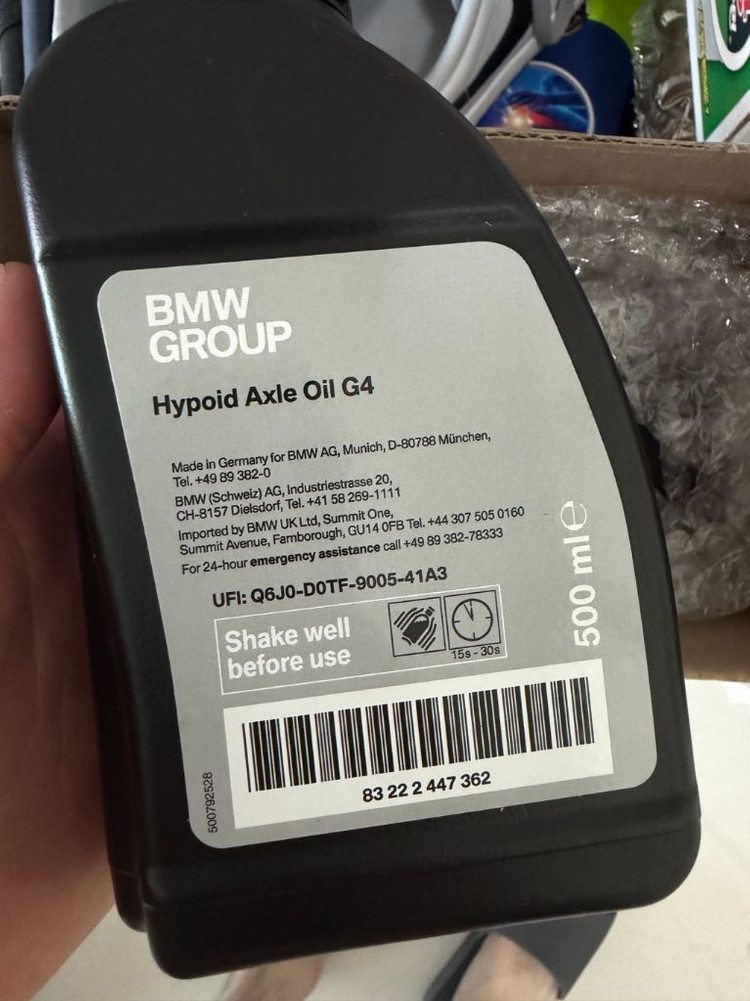 BMW
GROUP
Hypoid Axle Oil G4
Made in Germany for BMW AG, Munich, D-80788 München,
Tel. +49 89 382-0
BMW (Schweiz) AG, Industriestrasse 20,
CH-8157 Dielsdorf, Tel. +41 58 269-1111
Imported by BMW UK Ltd, Summit One,
Summit Avenue, Farnborough, GU14 0FB Tel. +44 307 505 0160
For 24-hour emergency assistance call +49 89 382-78333
UFI: Q6J0-D0TF-9005-41A3
Shake well
before use
15s - 30s
500 ml℮
83 22 2 447 362
500792528